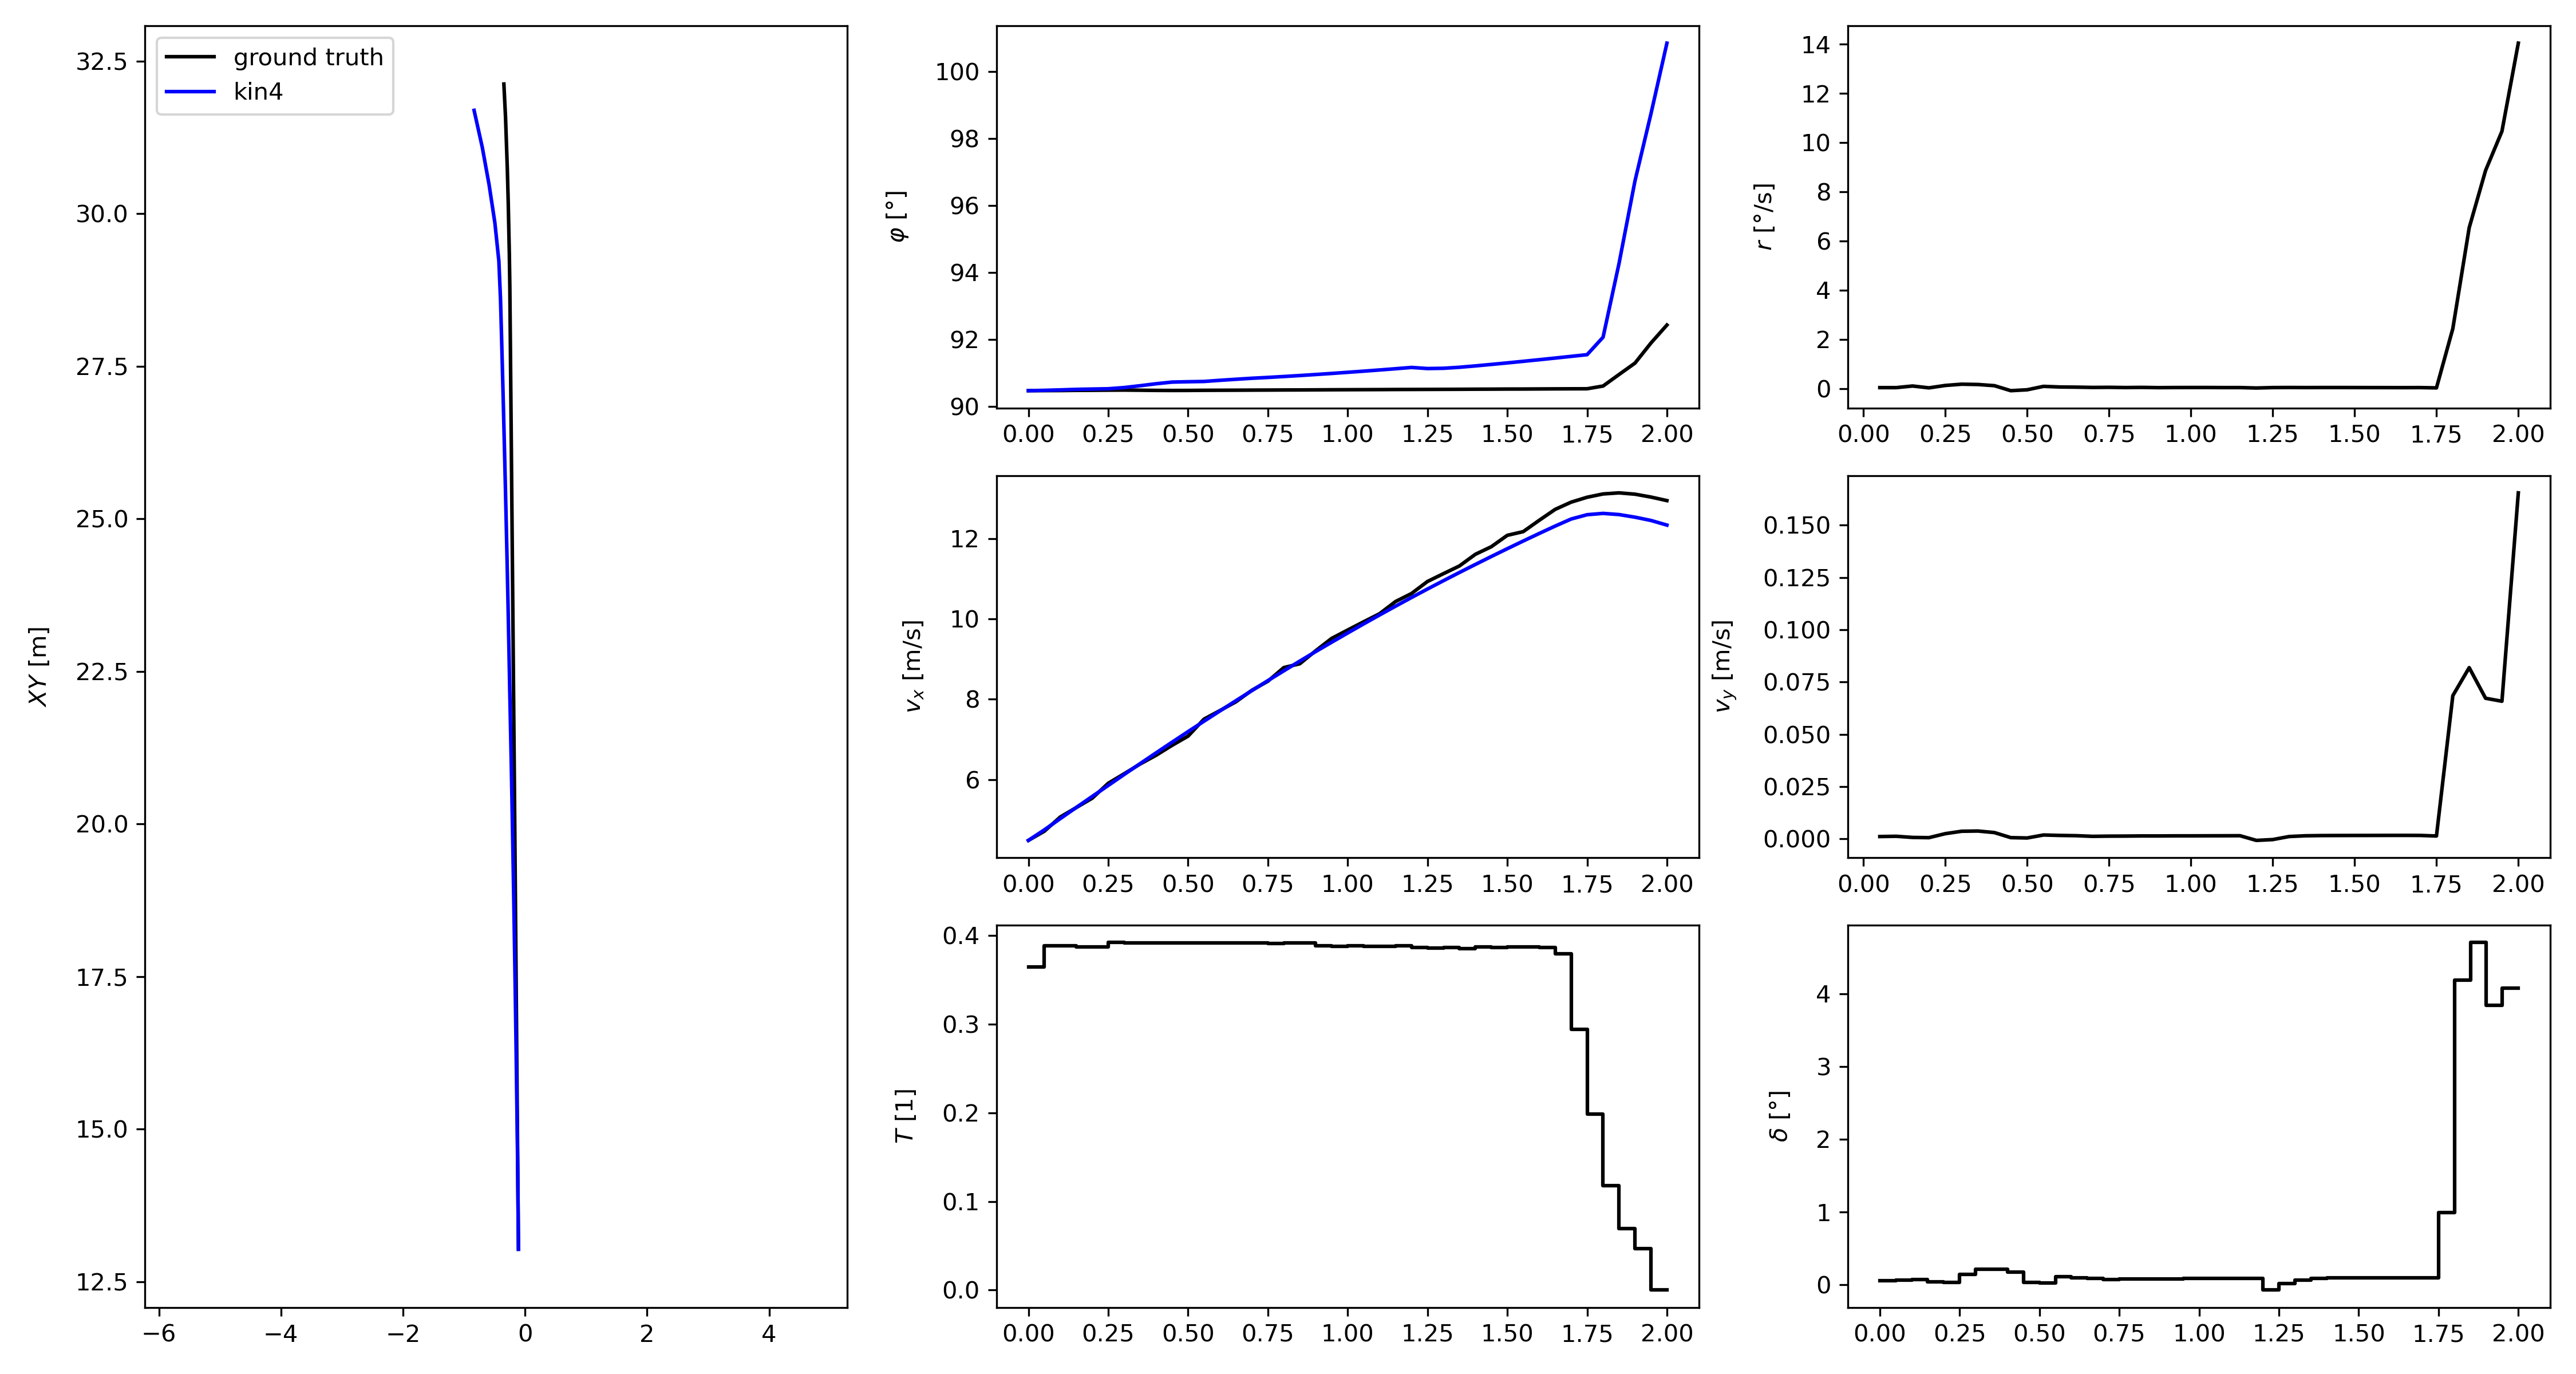 ground truth
kin4
XY [m]
32.5
30.0
27.5
25.0
22.5
20.0
17.5
15.0
12.5
−6 −4 −2 0 2 4
φ [°]
100
98
96
94
92
90
0.00 0.25 0.50 0.75 1.00 1.25 1.50 1.75 2.00
r [°/s]
14
12
10
8
6
4
2
0
0.00 0.25 0.50 0.75 1.00 1.25 1.50 1.75 2.00
vx [m/s]
12
10
8
6
0.00 0.25 0.50 0.75 1.00 1.25 1.50 1.75 2.00
vy [m/s]
0.150
0.125
0.100
0.075
0.050
0.025
0.000
0.00 0.25 0.50 0.75 1.00 1.25 1.50 1.75 2.00
T [1]
0.4
0.3
0.2
0.1
0.0
0.00 0.25 0.50 0.75 1.00 1.25 1.50 1.75 2.00
δ [°]
4
3
2
1
0
0.00 0.25 0.50 0.75 1.00 1.25 1.50 1.75 2.00